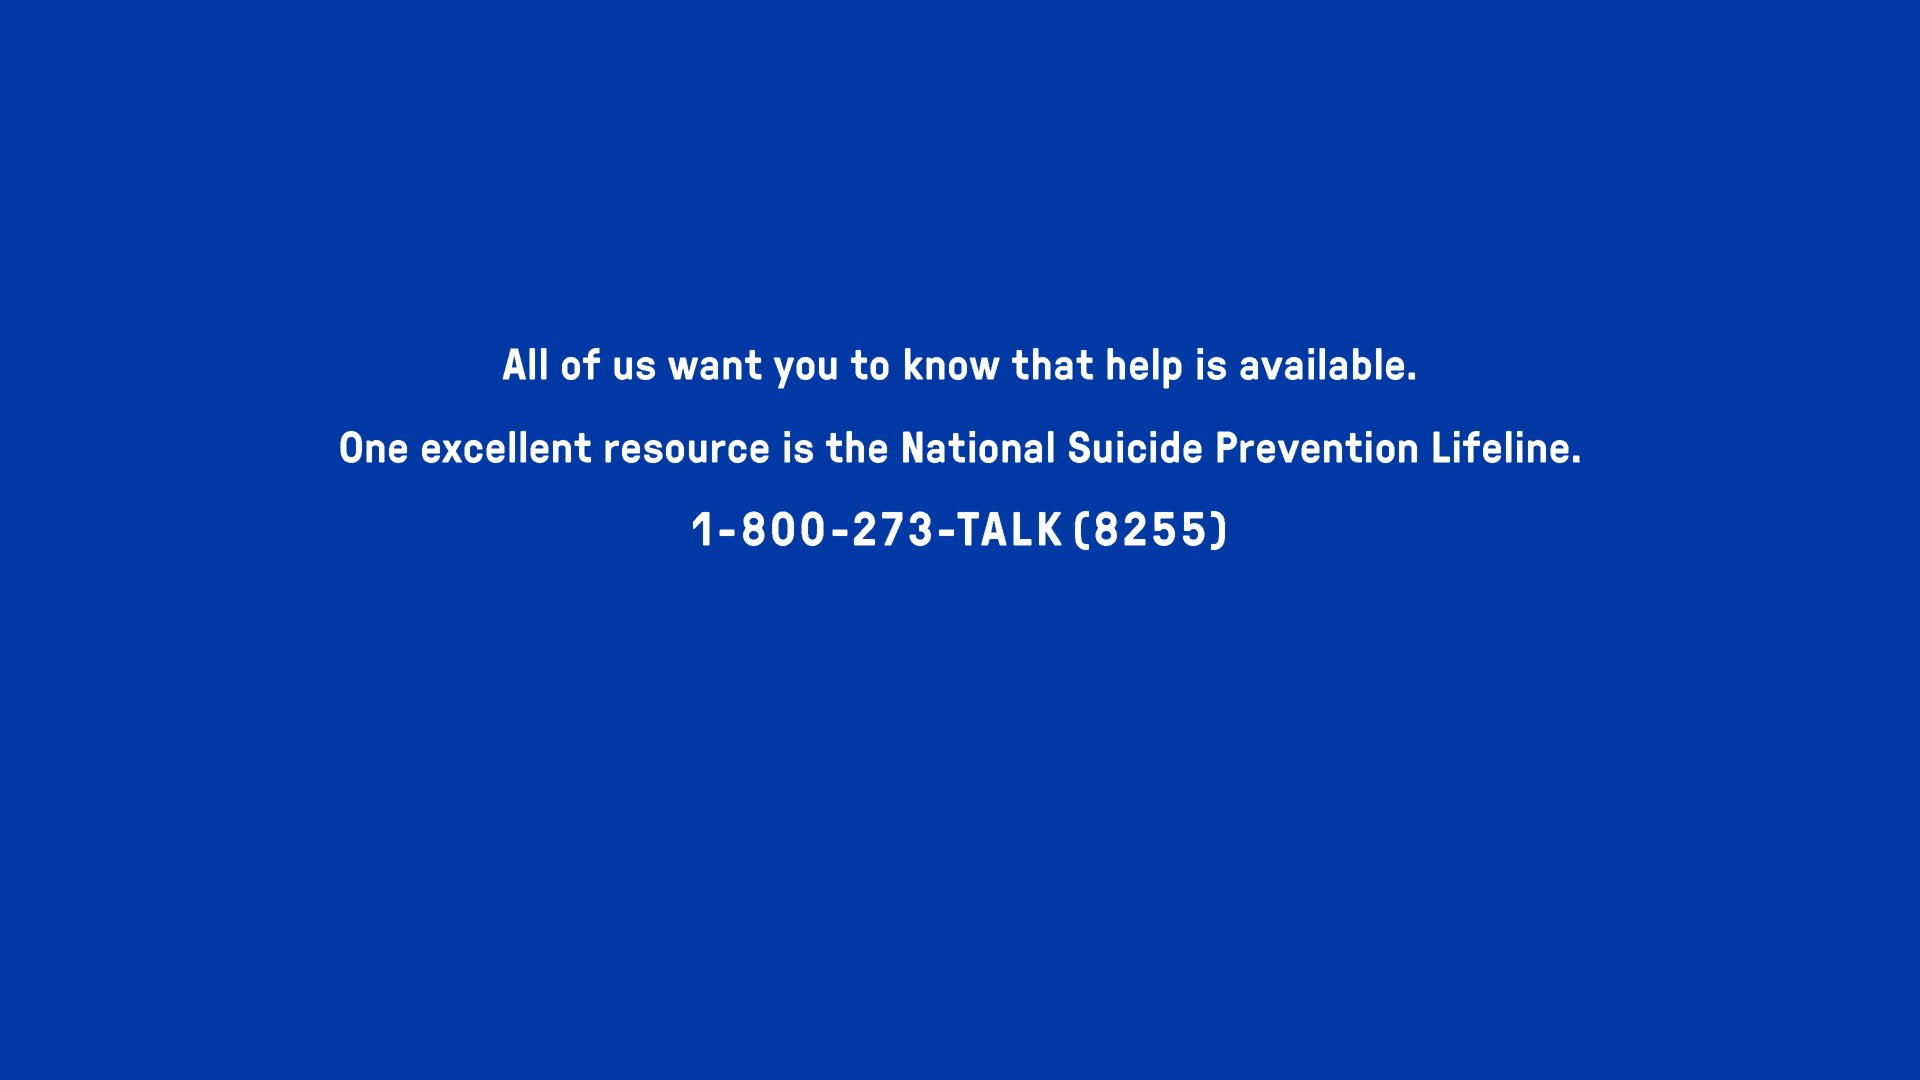 All of us want you to know that help is available.
One excellent resource is the National Suicide Prevention Lifeline.
1-800-273-TALK (8255)